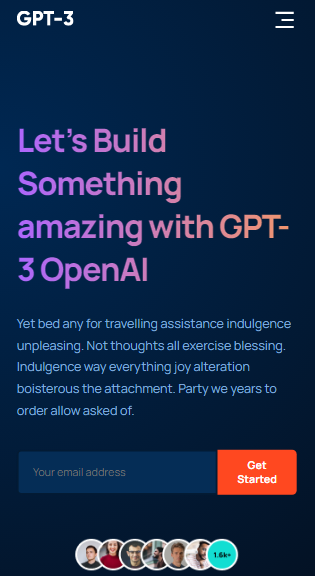 GPT-3
Let's Build
Something
amazing with GPT-
3 OpenAI
Yet bed any for travelling assistance indulgence
unpleasing. Not thoughts all exercise blessing.
Indulgence way everything joy alteration
boisterous the attachment. Party we years to
order allow asked of.
Your email address
Get
Started
1.6k+